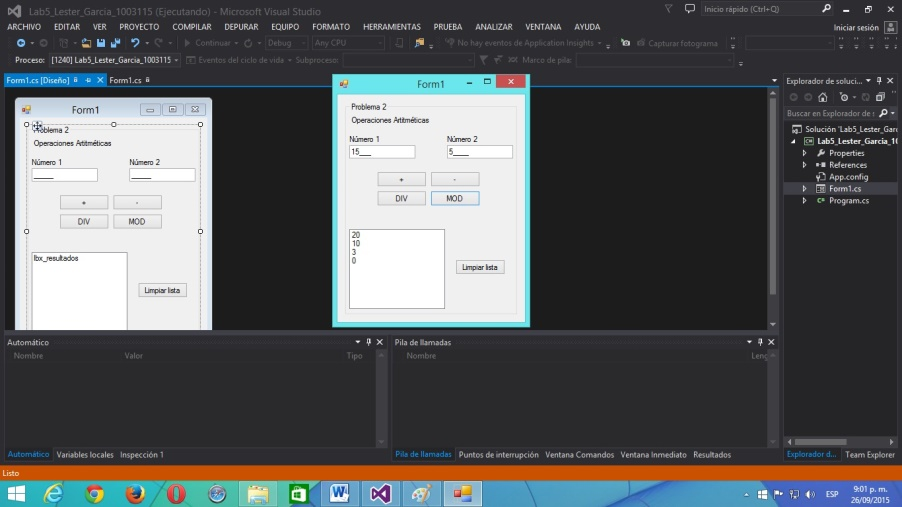 Lab5_Lester_Garcia_1003115 (Ejecutando) - Microsoft Visual Studio
Inicio rápido (Ctrl+Q)
ARCHIVO EDITAR VER PROYECTO COMPILAR DEPURAR EQUIPO FORMATO HERRAMIENTAS PRUEBA ANALIZAR VENTANA AYUDA
Iniciar sesión
Continuar Debug Any CPU No hay eventos de Application Insights Capturar fotograma
Proceso: [1240] Lab5_Lester_Garcia_1003115 Eventos del ciclo de vida Subproceso: Marco de pila:
Form1.cs [Diseño] Form1.cs
Form1
Problema 2
Operaciones Aritméticas
Número 1 Número 2
_____ _____
+ -
DIV MOD
lbx_resultados
Limpiar lista
Form1
Problema 2
Operaciones Aritméticas
Número 1 Número 2
15___ 5____
+ -
DIV MOD
20
10
3
0
Limpiar lista
Explorador de soluci...
Buscar en Explorador de
Solución 'Lab5_Lester_Garc
Lab5_Lester_Garcia_10
Properties
References
App.config
Form1.cs
Program.cs
Automático
Nombre Valor Tipo
Pila de llamadas
Nombre Leng
Automático Variables locales Inspección 1
Pila de llamadas Puntos de interrupción Ventana Comandos Ventana Inmediato Resultados
Explorador d... Team Explorer
Listo
ESP
9:01 p. m.
26/09/2015